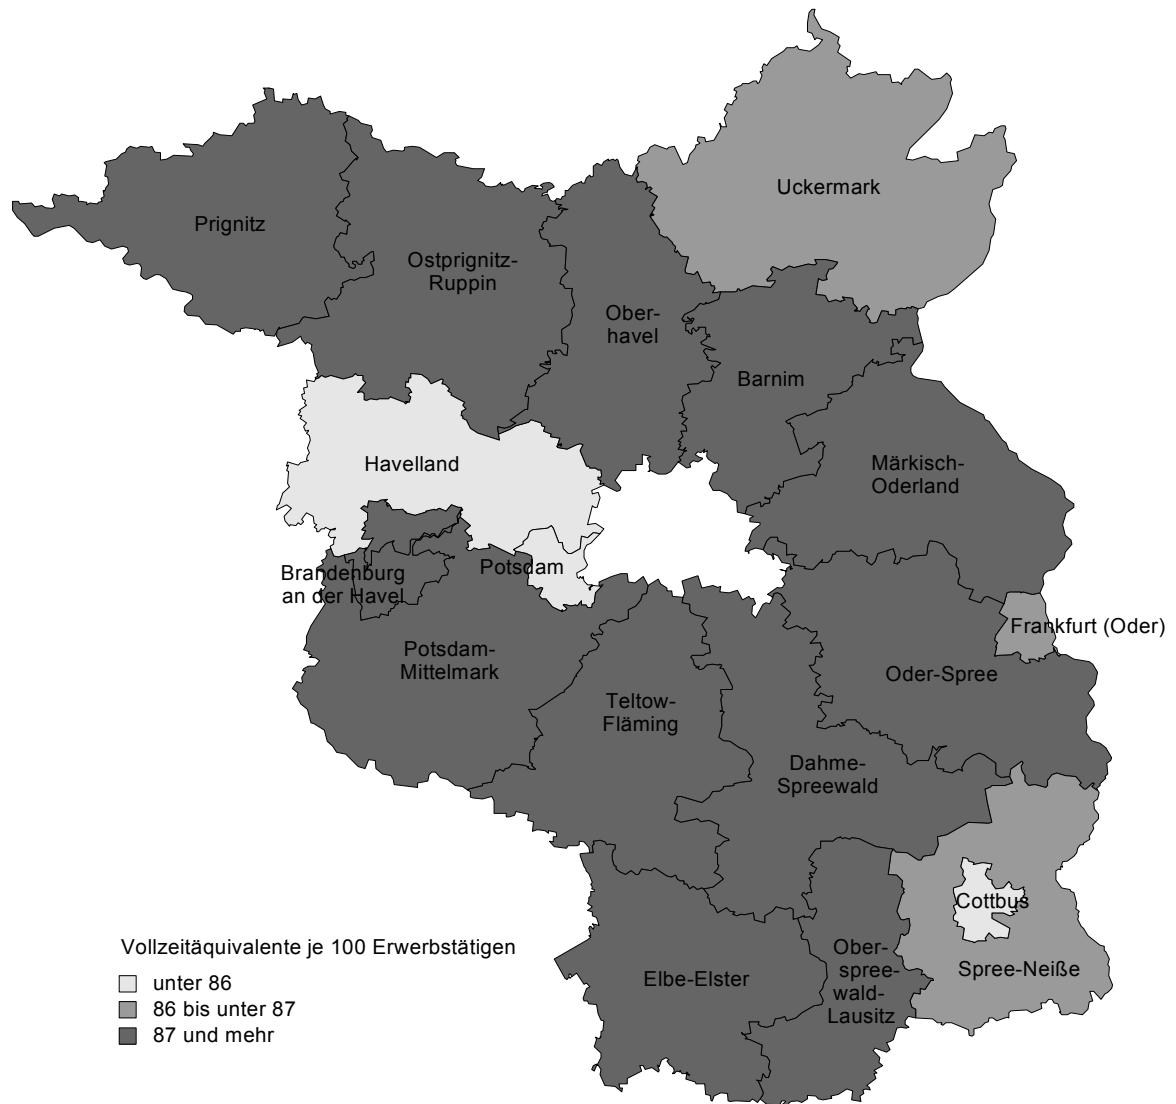 Uckermark
Prignitz
Ostprignitz-
Ruppin
Ober-
havel
Barnim
Havelland
Märkisch-
Oderland
Potsdam
Brandenburg
an der Havel
Frankfurt (Oder)
Potsdam-
Mittelmark
Oder-Spree
Teltow-
Fläming
Dahme-
Spreewald
Cottbus
Spree-Neiße
Ober-
spree-
wald-
Lausitz
Elbe-Elster
Vollzeitäquivalente je 100 Erwerbstätigen
unter 86
86 bis unter 87
87 und mehr